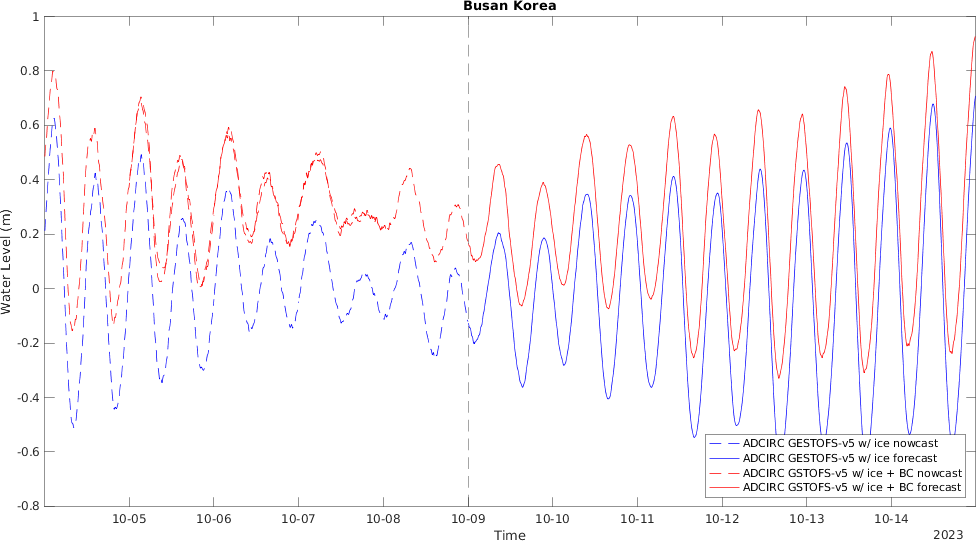 Busan Korea
1
0.8
0.6
0.4
0.2
0
-0.2
-0.4
-0.6
-0.8
Water Level (m)
ADCIRC GESTOFS-v5 w/ ice nowcast
ADCIRC GESTOFS-v5 w/ ice forecast
ADCIRC GSTOFS-v5 w/ ice + BC nowcast
ADCIRC GSTOFS-v5 w/ ice + BC forecast
10-05 10-06 10-07 10-08 10-09 10-10 10-11 10-12 10-13 10-14
Time
2023